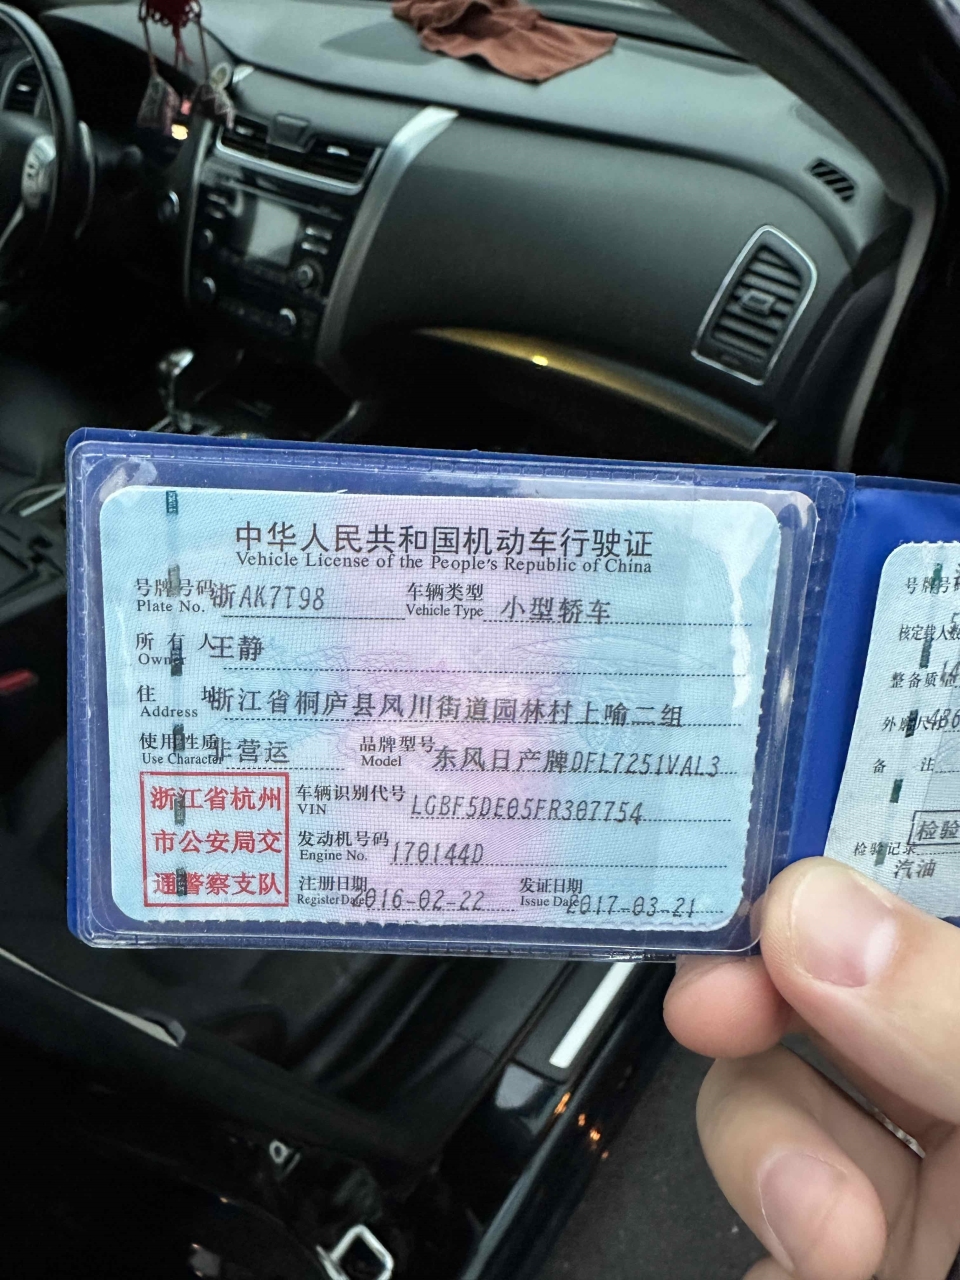 中华人民共和国机动车行驶证
Vehicle License of the People's Republic of China
号牌号码 浙AK7T98 车辆类型 小型轿车
Plate No. Vehicle Type
所有人 王静
Owner
住址 浙江省桐庐县凤川街道园林村上喻二组
Address
使用性质 非营运 品牌型号 东风日产牌DFL7251VAL3
Use Character Model
浙江省杭州
市公安局交
通警察支队
车辆识别代号 LGBF5DE05FR307754
VIN
发动机号码 170144D
Engine No.
注册日期 2016-02-22 发证日期 2017-03-21
Register Date Issue Date
号牌号
核定载人数
整备质
外廓尺
备注
检验
检验记录
汽油